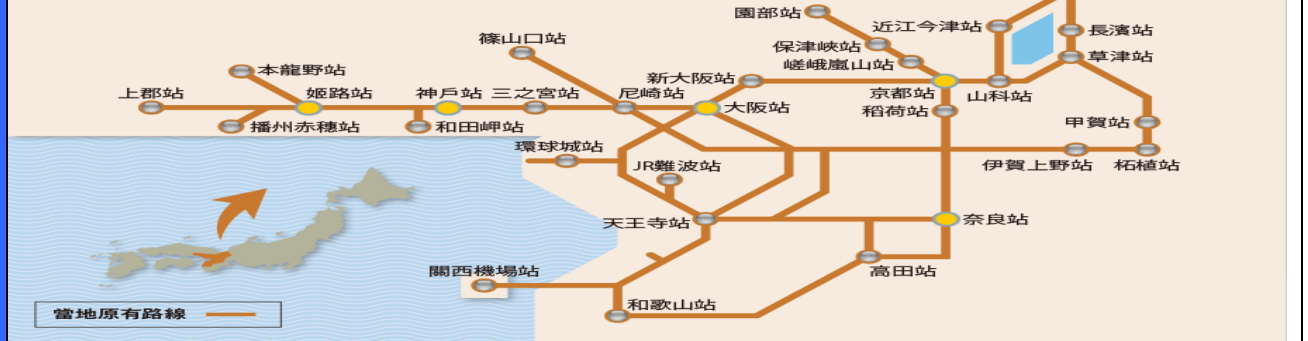 園部站
近江今津站
長濱站
篠山口站
保津峽站
草津站
嵯峨嵐山站
本龍野站
新大阪站
上郡站
姬路站
神戶站
三之宮站
尼崎站
大阪站
京都站
山科站
稻荷站
播州赤穗站
和田岬站
甲賀站
環球城站
JR難波站
伊賀上野站
柘植站
天王寺站
奈良站
關西機場站
高田站
和歌山站
當地原有路線